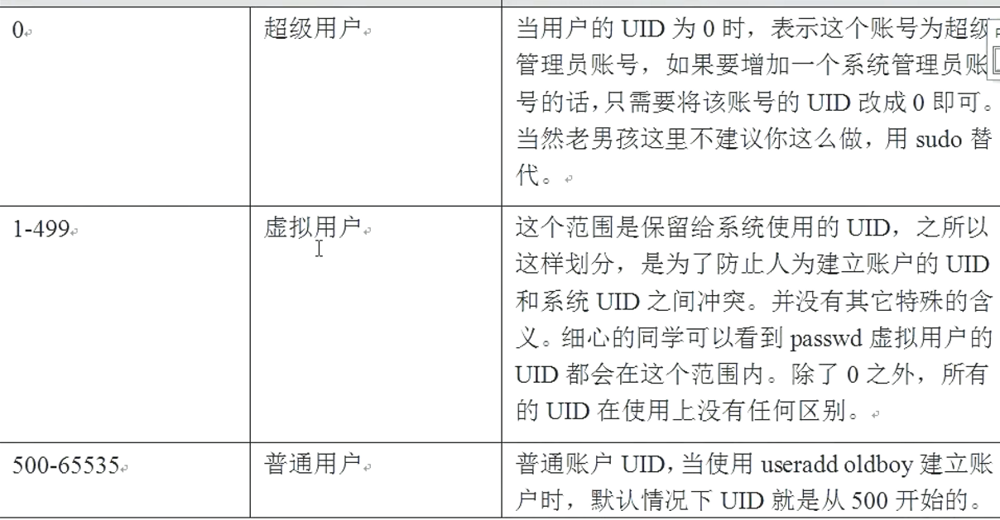 0
超级用户
当用户的 UID 为 0 时，表示这个账号为超级
管理员账号，如果要增加一个系统管理员账
号的话，只需要将该账号的 UID 改成 0 即可。
当然老男孩这里不建议你这么做，用 sudo 替
代。
1-499
虚拟用户
这个范围是保留给系统使用的 UID，之所以
这样划分，是为了防止人为建立账户的 UID
和系统 UID 之间冲突。并没有其它特殊的含
义。细心的同学可以看到 passwd 虚拟用户的
UID 都会在这个范围内。除了 0 之外，所有
的 UID 在使用上没有任何区别。
500-65535
普通用户
普通账户 UID，当使用 useradd oldboy 建立账
户时，默认情况下 UID 就是从 500 开始的。